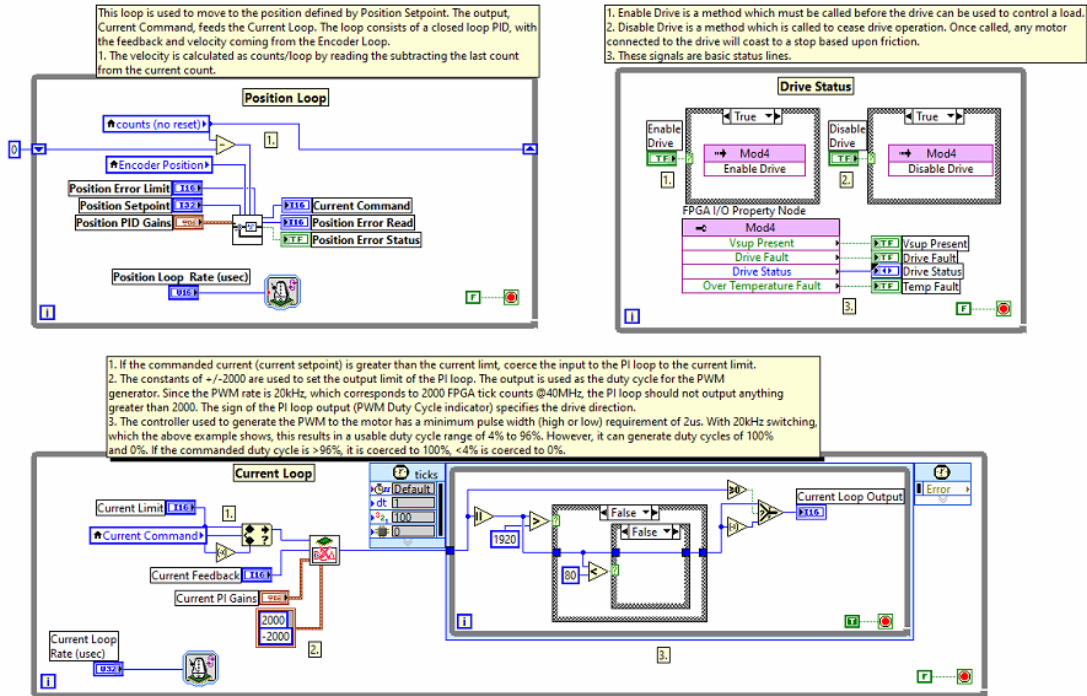 This loop is used to move to the position defined by Position Setpoint. The output,
Current Command, feeds the Current Loop. The loop consists of a closed loop PID, with
the feedback and velocity coming from the Encoder Loop.
1. The velocity is calculated as counts/loop by reading the subtracting the last count
from the current count.
Position Loop
counts (no reset)
1.
0
Encoder Position
Position Error Limit
I16
Position Setpoint
I32
Position PID Gains
Current Command
I16
Position Error Read
I16
Position Error Status
TF
Position Loop Rate (usec)
U16
i
F
1. Enable Drive is a method which must be called before the drive can be used to control a load.
2. Disable Drive is a method which is called to cease drive operation. Once called, any motor
connected to the drive will coast to a stop based upon friction.
3. These signals are basic status lines.
Drive Status
True
True
Enable
Drive
TF
?
Mod4
Enable Drive
1.
Disable
Drive
TF
?
Mod4
Disable Drive
2.
FPGA I/O Property Node
Mod4
Vsup Present
TF
Vsup Present
Drive Fault
TF
Drive Fault
Drive Status
Drive Status
Over Temperature Fault
TF
Temp Fault
3.
i
F
1. If the commanded current (current setpoint) is greater than the current limt, coerce the input to the PI loop to the current limit.
2. The constants of +/-2000 are used to set the output limit of the PI loop. The output is used as the duty cycle for the PWM
generator. Since the PWM rate is 20kHz, which corresponds to 2000 FPGA tick counts @40MHz, the PI loop should not output anything
greater than 2000. The sign of the PI loop output (PWM Duty Cycle indicator) specifies the drive direction.
3. The controller used to generate the PWM to the motor has a minimum pulse width (high or low) requirement of 2us. With 20kHz switching,
which the above example shows, this results in a usable duty cycle range of 4% to 96%. However, it can generate duty cycles of 100%
and 0%. If the commanded duty cycle is >96%, it is coerced to 100%, <4% is coerced to 0%.
Current Loop
ticks
Default
dt
1
100
0
Error
Current Limit
I16
1.
Current Command
?
Current Feedback
I16
Current PI Gains
2000
-2000
2.
Current Loop
Rate (usec)
U32
i
False
False
1920
>
?
80
<
?
≥0
Current Loop Output
I16
i
T
3.
F